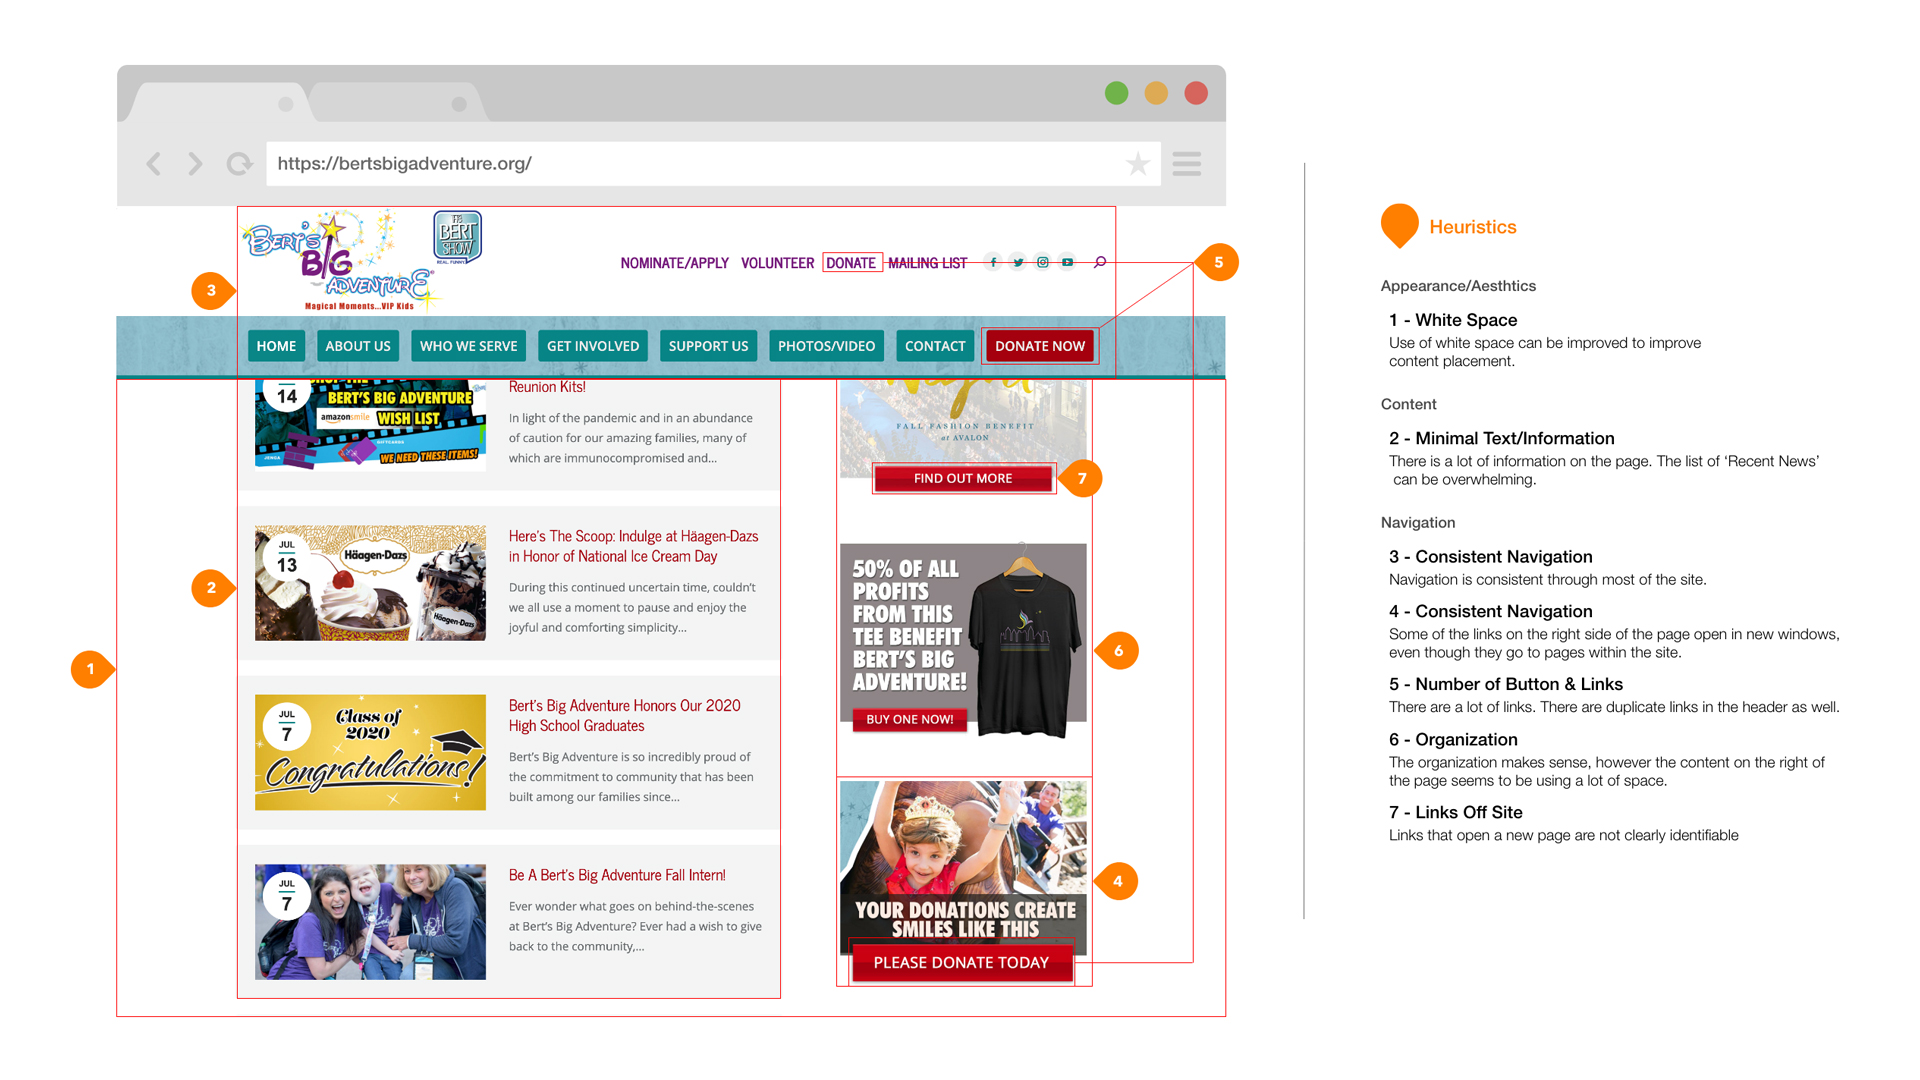 https://bertsbigadventure.org/
BERT'S
BIG
ADVENTURE
Magical Moments...VIP Kids
THE
BERT
SHOW
REAL. FUNNY.
NOMINATE/APPLY VOLUNTEER DONATE MAILING LIST
HOME ABOUT US WHO WE SERVE GET INVOLVED SUPPORT US PHOTOS/VIDEO CONTACT DONATE NOW
14
BERT'S BIG ADVENTURE
amazonsmile WISH LIST
JENGA
GIFTCARDS
WE NEED THESE ITEMS!
Reunion Kits!
In light of the pandemic and in an abundance
of caution for our amazing families, many of
which are immunocompromised and...
JUL
13
Häagen-Dazs
Häagen-Dazs
Here's The Scoop: Indulge at Häagen-Dazs
in Honor of National Ice Cream Day
During this continued uncertain time, couldn't
we all use a moment to pause and enjoy the
joyful and comforting simplicity...
JUL
7
Class of
2020
Congratulations!
Bert's Big Adventure Honors Our 2020
High School Graduates
Bert's Big Adventure is so incredibly proud of
the commitment to community that has been
built among our families since...
JUL
7
Be A Bert's Big Adventure Fall Intern!
Ever wonder what goes on behind-the-scenes
at Bert's Big Adventure? Ever had a wish to give
back to the community,...
FALL FASHION BENEFIT
at AVALON
FIND OUT MORE
50% OF ALL
PROFITS
FROM THIS
TEE BENEFIT
BERT'S BIG
ADVENTURE!
BUY ONE NOW!
YOUR DONATIONS CREATE
SMILES LIKE THIS
PLEASE DONATE TODAY
1
2
3
4
5
6
7
Heuristics
Appearance/Aesthtics
1 - White Space
Use of white space can be improved to improve
content placement.
Content
2 - Minimal Text/Information
There is a lot of information on the page. The list of ‘Recent News’
can be overwhelming.
Navigation
3 - Consistent Navigation
Navigation is consistent through most of the site.
4 - Consistent Navigation
Some of the links on the right side of the page open in new windows,
even though they go to pages within the site.
5 - Number of Button & Links
There are a lot of links. There are duplicate links in the header as well.
6 - Organization
The organization makes sense, however the content on the right of
the page seems to be using a lot of space.
7 - Links Off Site
Links that open a new page are not clearly identifiable